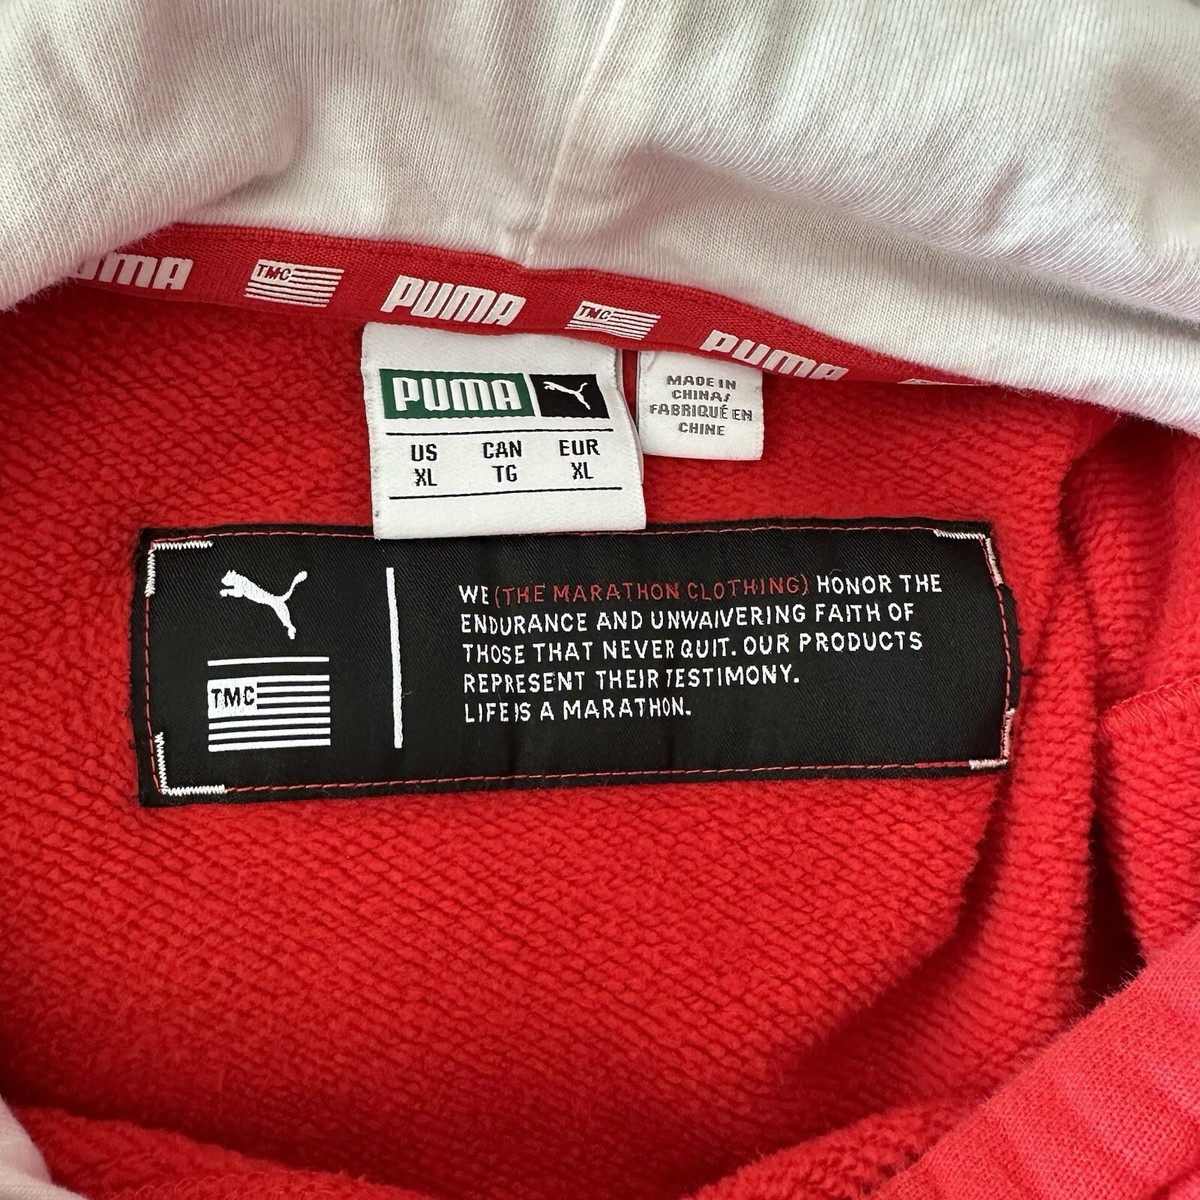 PUMA
TMC
PUMA
TMC
PUMA
PUMA
US CAN EUR
XL TG XL
MADE IN
CHINA/
FABRIQUÉ EN
CHINE
TMC
WE (THE MARATHON CLOTHING) HONOR THE
ENDURANCE AND UNWAIVERING FAITH OF
THOSE THAT NEVER QUIT. OUR PRODUCTS
REPRESENT THEIR TESTIMONY.
LIFE IS A MARATHON.